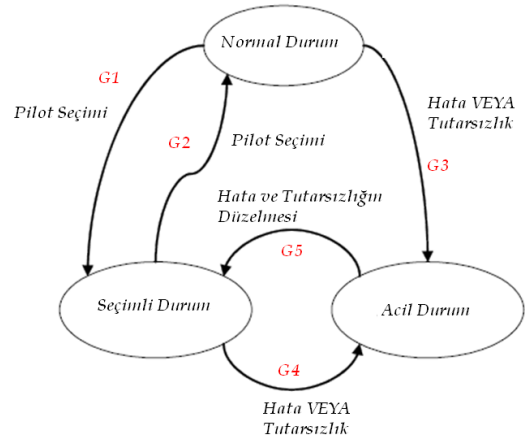 Normal Durum
G1
Pilot Seçimi
G2
Pilot Seçimi
Hata VEYA
Tutarsızlık
G3
Hata ve Tutarsızlığın
Düzelmesi
G5
Seçimli Durum
Acil Durum
G4
Hata VEYA
Tutarsızlık